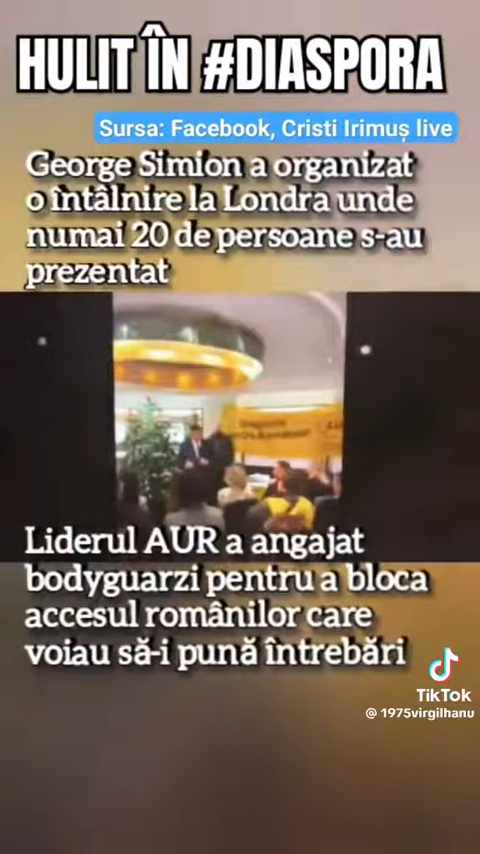 HULIT ÎN #DIASPORA
Sursa: Facebook, Cristi Irimuș live
George Simion a organizat
o întâlnire la Londra unde
numai 20 de persoane s-au
prezentat
Liderul AUR a angajat
bodyguarzi pentru a bloca
accesul românilor care
voiau să-i pună întrebări
TikTok
@ 1975virgilhanu